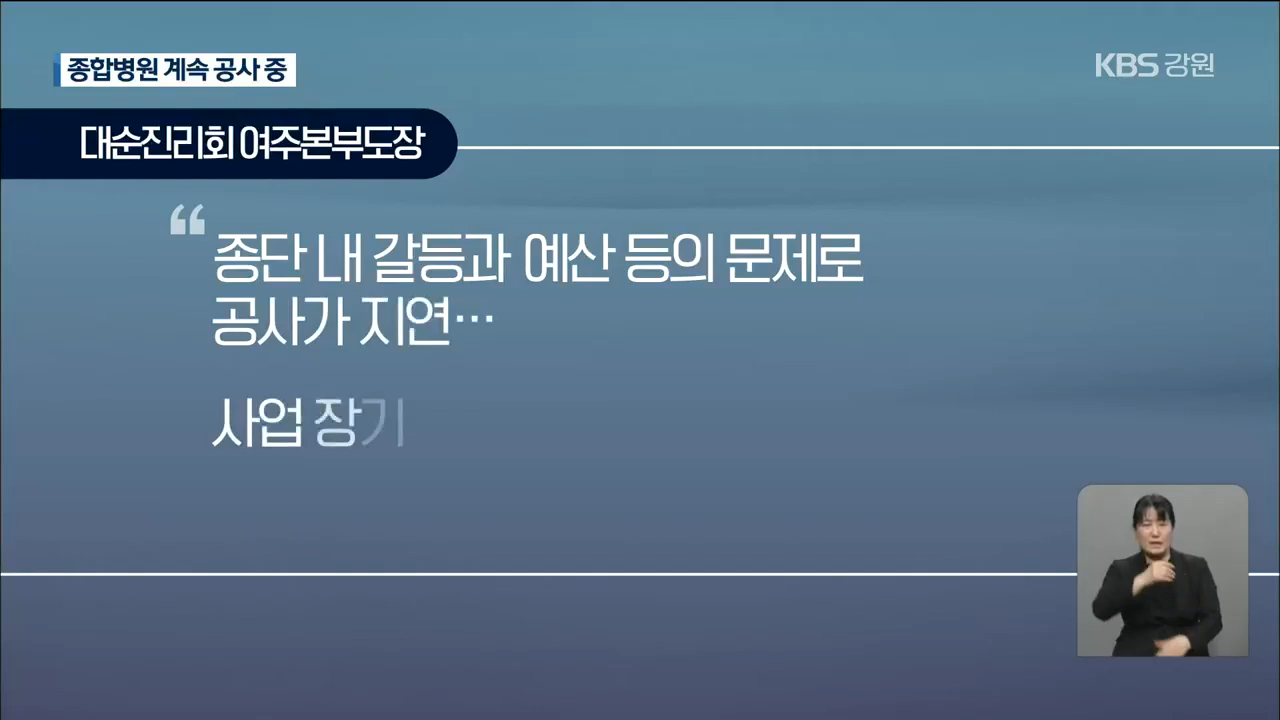 종합병원 계속 공사 중
KBS 강원
대순진리회 여주본부도장
“
종단 내 갈등과 예산 등의 문제로
공사가 지연…
사업 장기